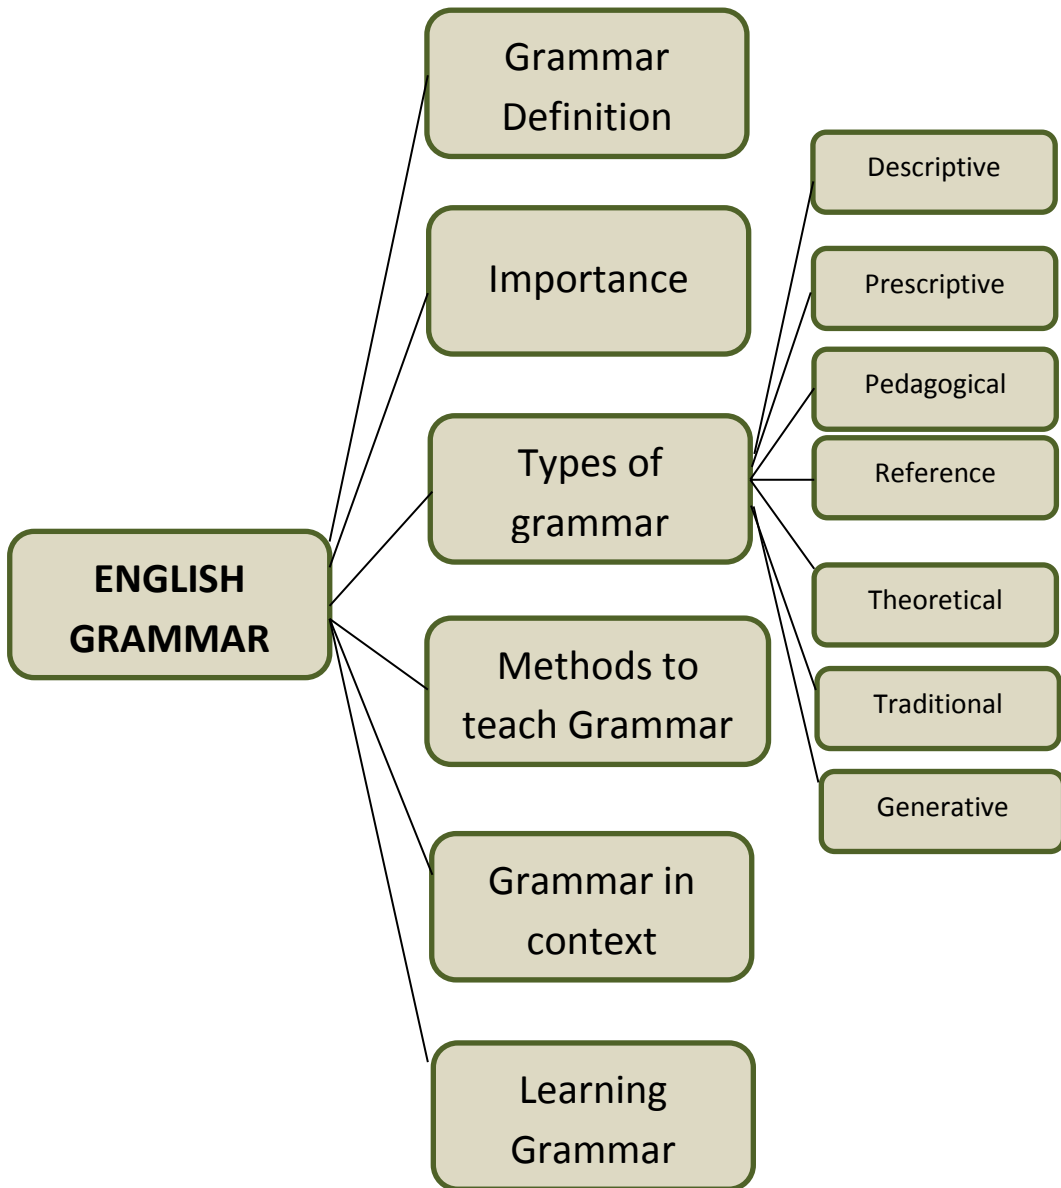 ENGLISH
GRAMMAR
Grammar
Definition
Importance
Types of
grammar
Descriptive
Prescriptive
Pedagogical
Reference
Theoretical
Traditional
Generative
Methods to
teach Grammar
Grammar in
context
Learning
Grammar